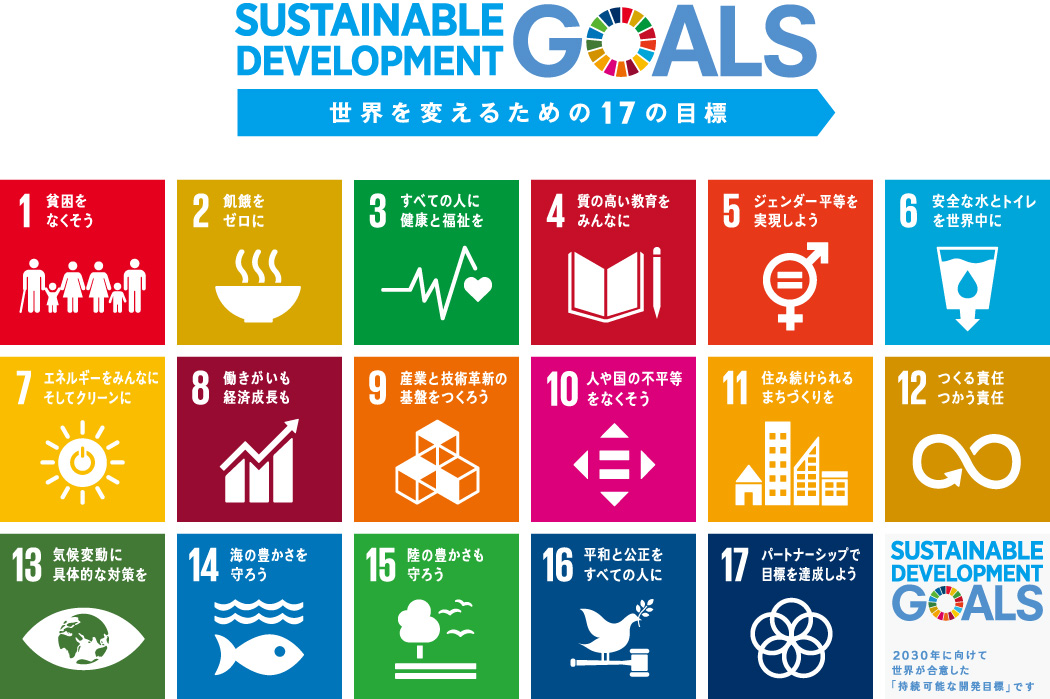 SUSTAINABLE
DEVELOPMENT
GOALS
世界を変えるための17の目標
1
貧困を
なくそう
2
飢餓を
ゼロに
3
すべての人に
健康と福祉を
4
質の高い教育を
みんなに
5
ジェンダー平等を
実現しよう
6
安全な水とトイレ
を世界中に
7
エネルギーをみんなに
そしてクリーンに
8
働きがいも
経済成長も
9
産業と技術革新の
基盤をつくろう
10
人や国の不平等
をなくそう
11
住み続けられる
まちづくりを
12
つくる責任
つかう責任
13
気候変動に
具体的な対策を
14
海の豊かさを
守ろう
15
陸の豊かさも
守ろう
16
平和と公正を
すべての人に
17
パートナーシップで
目標を達成しよう
SUSTAINABLE
DEVELOPMENT
GOALS
2030年に向けて
世界が合意した
「持続可能な開発目標」です